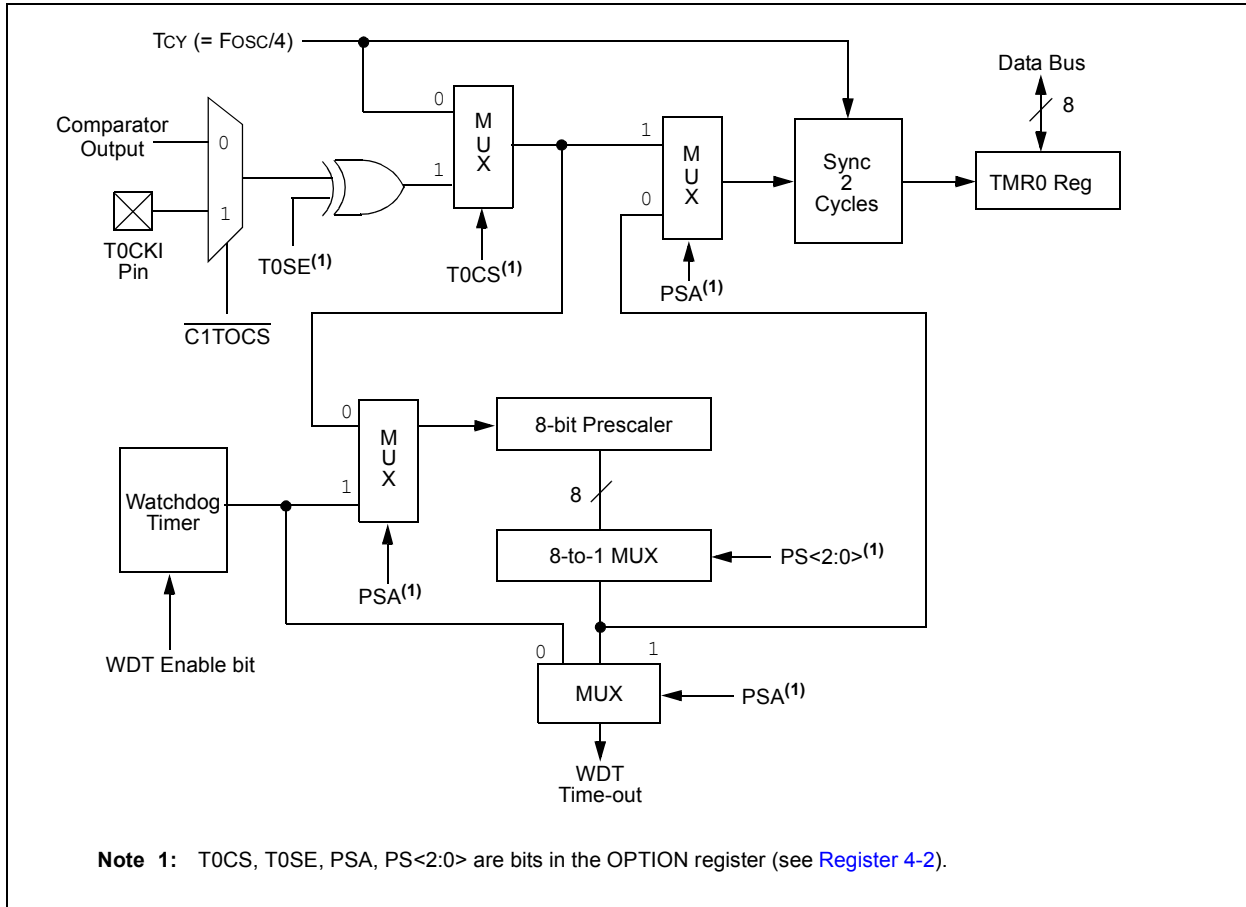 TCY (= FOSC/4)
Data Bus
8
Comparator
Output
0
1
T0CKI
Pin
C1TOCS
T0SE(1)
0
1
MUX
T0CS(1)
1
0
MUX
PSA(1)
Sync
2
Cycles
TMR0 Reg
0
1
MUX
PSA(1)
8-bit Prescaler
8
8-to-1 MUX
PS<2:0>(1)
Watchdog
Timer
WDT Enable bit
0
1
MUX
PSA(1)
WDT
Time-out
Note 1: T0CS, T0SE, PSA, PS<2:0> are bits in the OPTION register (see Register 4-2).